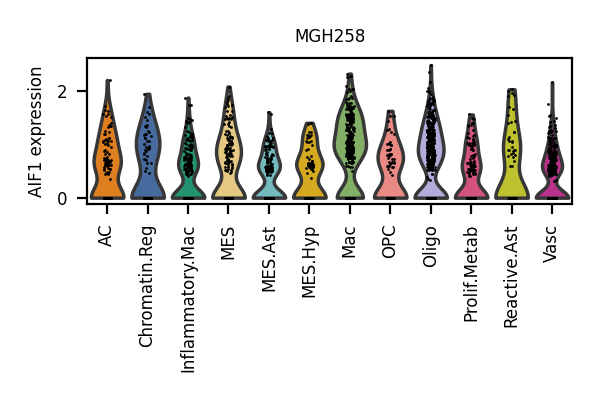 MGH258
AIF1 expression
2
0
AC
Chromatin.Reg
Inflammatory.Mac
MES
MES.Ast
MES.Hyp
Mac
OPC
Oligo
Prolif.Metab
Reactive.Ast
Vasc